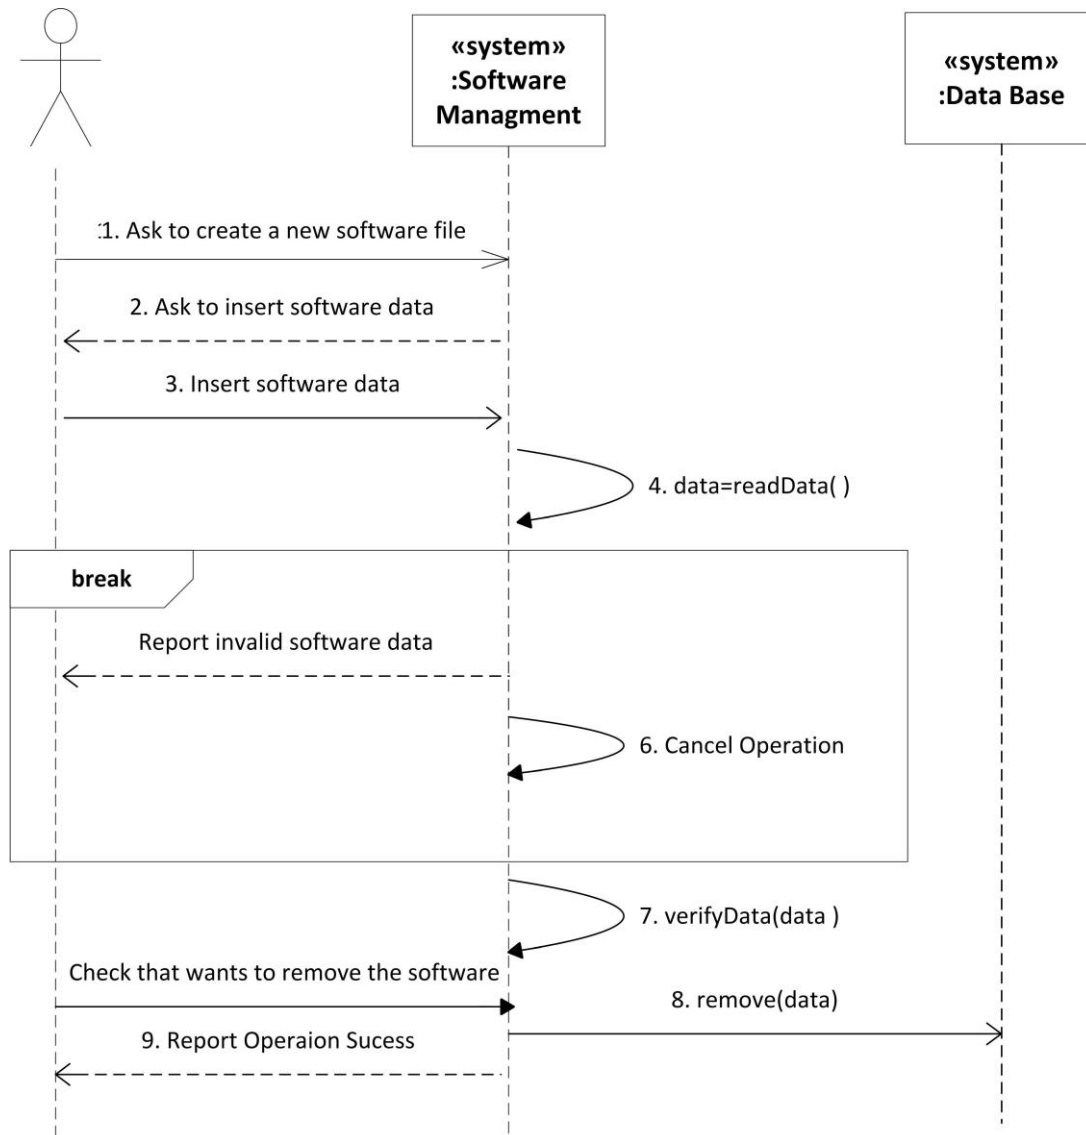 «system»
:Software
Managment
«system»
:Data Base
:1. Ask to create a new software file
2. Ask to insert software data
3. Insert software data
4. data=readData( )
break
Report invalid software data
6. Cancel Operation
7. verifyData(data )
Check that wants to remove the software
8. remove(data)
9. Report Operaion Sucess